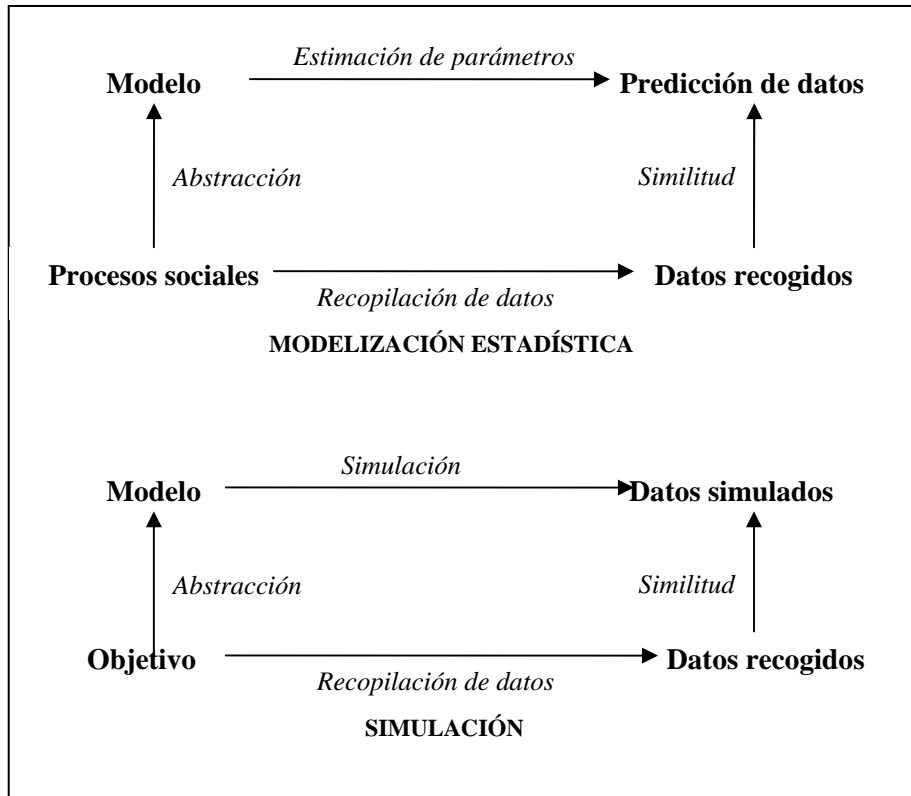 Estimación de parámetros
Modelo Predicción de datos
Abstracción Similitud
Procesos sociales Datos recogidos
Recopilación de datos
MODELIZACIÓN ESTADÍSTICA
Simulación
Modelo Datos simulados
Abstracción Similitud
Objetivo Datos recogidos
Recopilación de datos
SIMULACIÓN